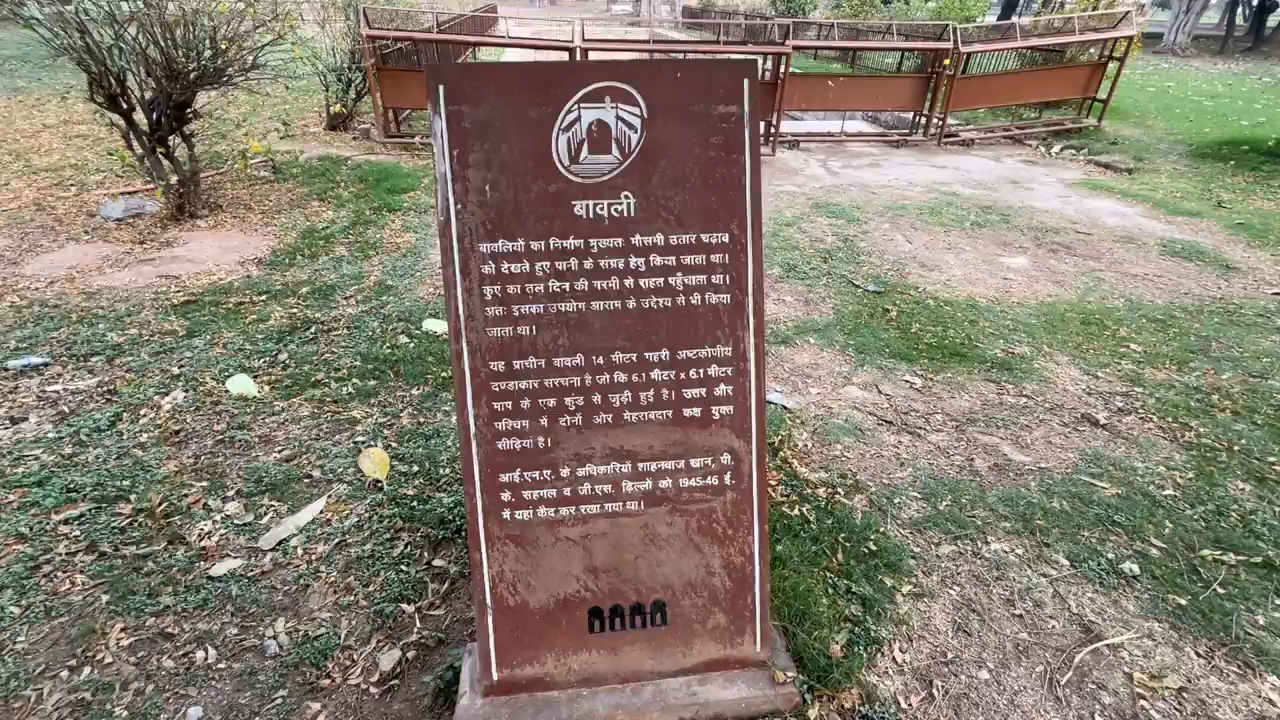 बावली
बावलियों का निर्माण मुख्यतः मौसमी उतार चढ़ाव
को देखते हुए पानी के संग्रह हेतु किया जाता था।
कुएं का तल दिन की गरमी से राहत पहुँचाता था।
अतः इसका उपयोग आराम के उद्देश्य से भी किया
जाता था।
यह प्राचीन बावली 14 मीटर गहरी अष्टकोणीय
दण्डाकार सरचना है जो कि 6.1 मीटर x 6.1 मीटर
माप के एक कुंड से जुड़ी हुई है। उत्तर और
पश्चिम में दोनों ओर मेहराबदार कक्ष युक्त
सीढ़ियां है।
आई.एन.ए. के अधिकारियों शाहनवाज खान, पी.
के. सहगल व जी.एस. ढ़िल्लों को 1945-46 ई.
में यहां कैद कर रखा गया था।